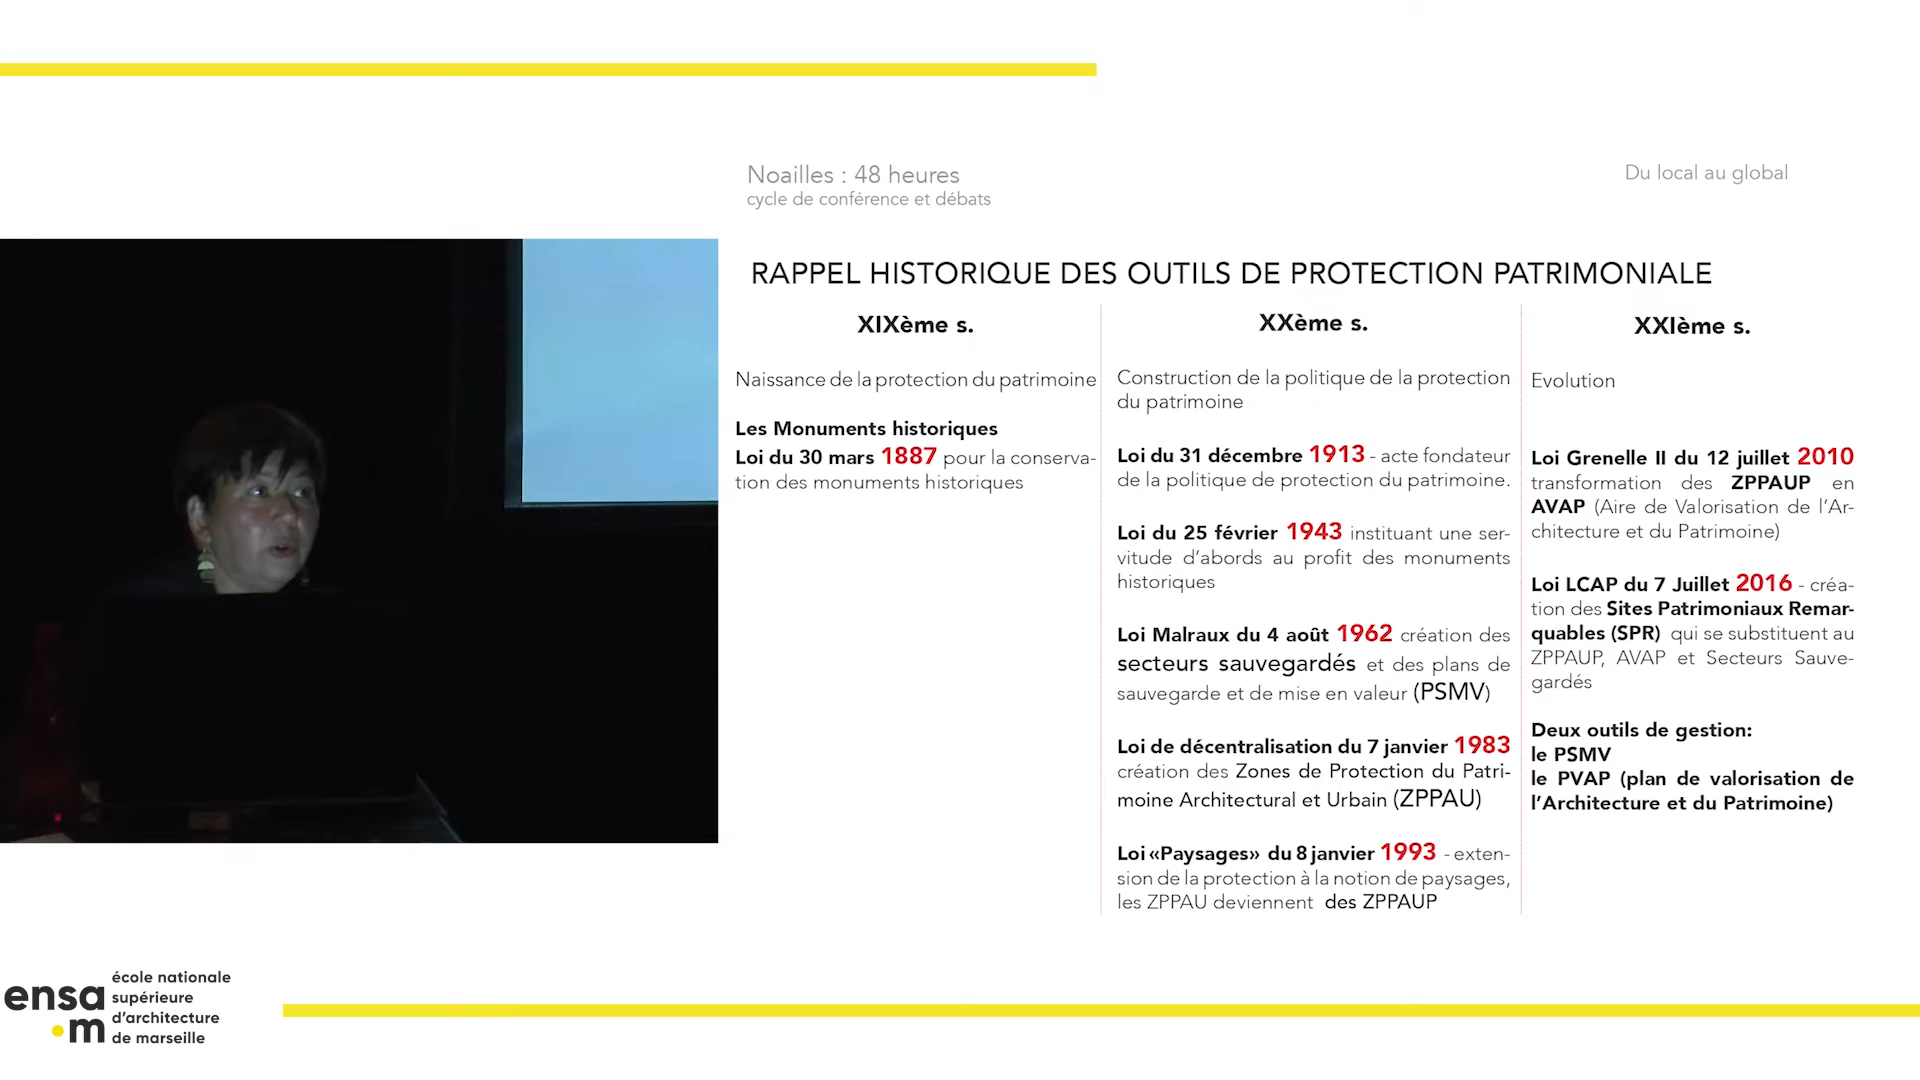 Noailles : 48 heures
cycle de conférence et débats
Du local au global
RAPPEL HISTORIQUE DES OUTILS DE PROTECTION PATRIMONIALE
XIXème s.
Naissance de la protection du patrimoine
Les Monuments historiques
Loi du 30 mars 1887 pour la conserva-
tion des monuments historiques
XXème s.
Construction de la politique de la protection
du patrimoine
Loi du 31 décembre 1913 - acte fondateur
de la politique de protection du patrimoine.
Loi du 25 février 1943 instituant une ser-
vitude d’abords au profit des monuments
historiques
Loi Malraux du 4 août 1962 création des
secteurs sauvegardés et des plans de
sauvegarde et de mise en valeur (PSMV)
Loi de décentralisation du 7 janvier 1983
création des Zones de Protection du Patri-
moine Architectural et Urbain (ZPPAU)
Loi «Paysages» du 8 janvier 1993 - exten-
sion de la protection à la notion de paysages,
les ZPPAU deviennent des ZPPAUP
XXIème s.
Evolution
Loi Grenelle II du 12 juillet 2010
transformation des ZPPAUP en
AVAP (Aire de Valorisation de l’Ar-
chitecture et du Patrimoine)
Loi LCAP du 7 Juillet 2016 - créa-
tion des Sites Patrimoniaux Remar-
quables (SPR) qui se substituent au
ZPPAUP, AVAP et Secteurs Sauve-
gardés
Deux outils de gestion:
le PSMV
le PVAP (plan de valorisation de
l’Architecture et du Patrimoine)
ensa
•m
école nationale
supérieure
d’architecture
de marseille